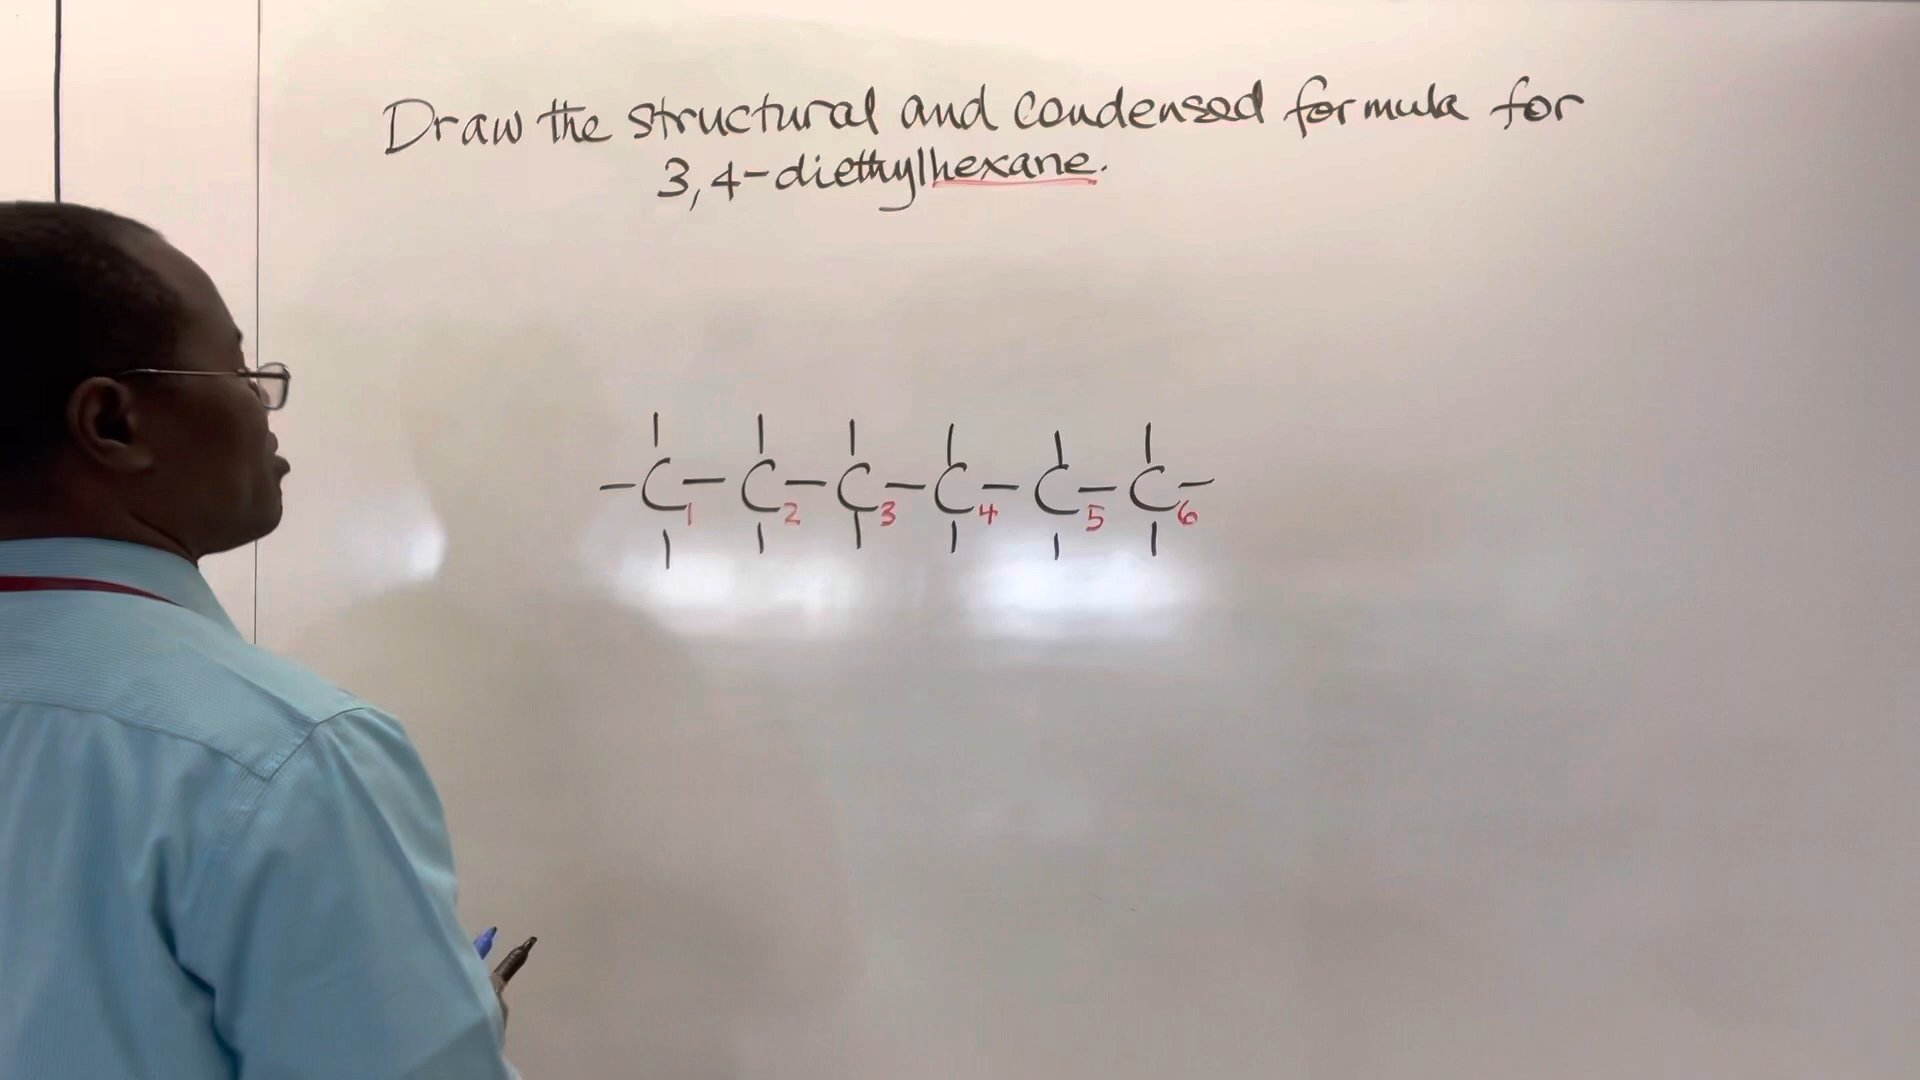 Draw the structural and condensed formula for
3,4-diethylhexane.
-C-C-C-C-C-C-
1 2 3 4 5 6